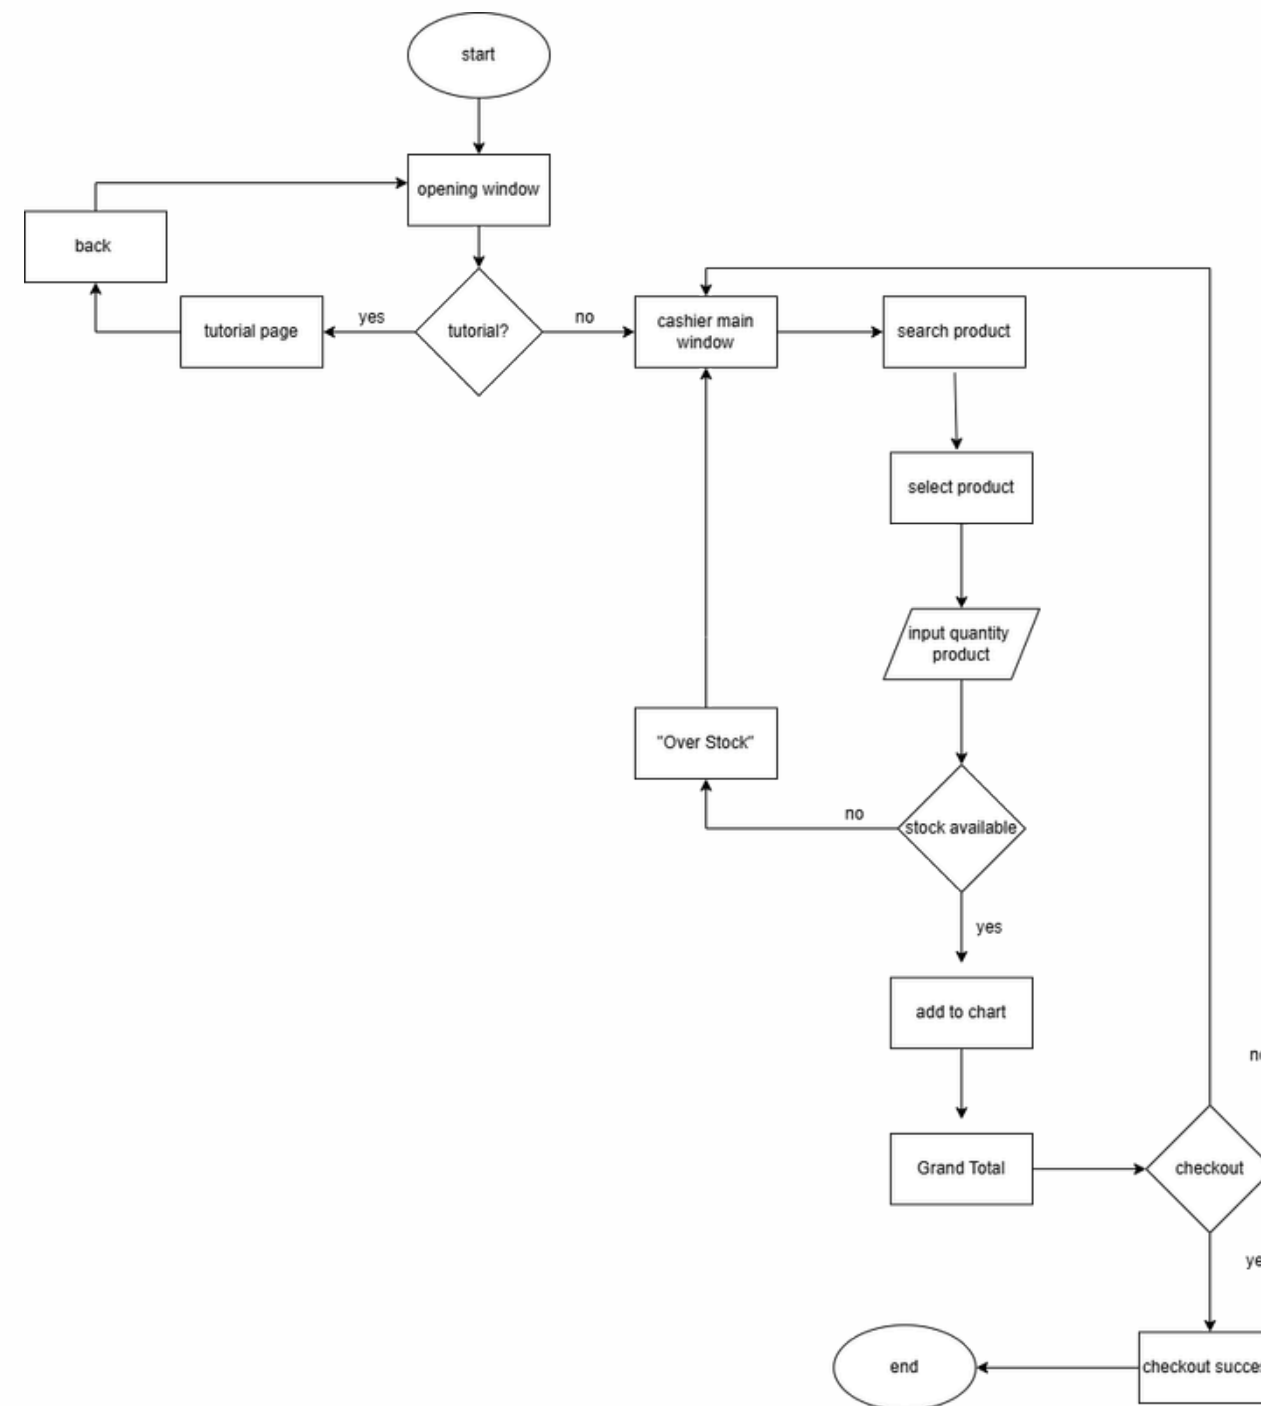 start
opening window
back
tutorial page
yes
tutorial?
no
cashier main
window
search product
select product
input quantity
product
"Over Stock"
no
stock available
yes
add to chart
Grand Total
checkout
end
checkout